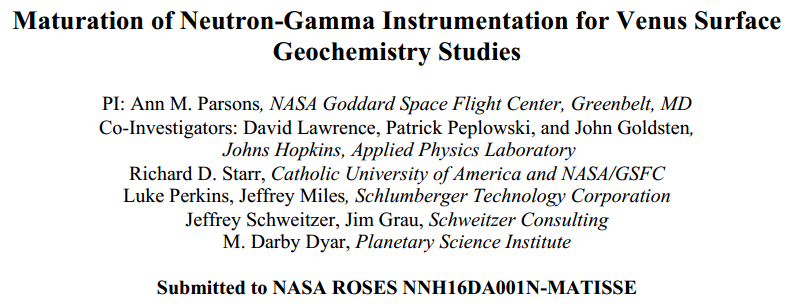 Maturation of Neutron-Gamma Instrumentation for Venus Surface
Geochemistry Studies
PI: Ann M. Parsons, NASA Goddard Space Flight Center, Greenbelt, MD
Co-Investigators: David Lawrence, Patrick Peplowski, and John Goldsten,
Johns Hopkins, Applied Physics Laboratory
Richard D. Starr, Catholic University of America and NASA/GSFC
Luke Perkins, Jeffrey Miles, Schlumberger Technology Corporation
Jeffrey Schweitzer, Jim Grau, Schweitzer Consulting
M. Darby Dyar, Planetary Science Institute
Submitted to NASA ROSES NNH16DA001N-MATISSE